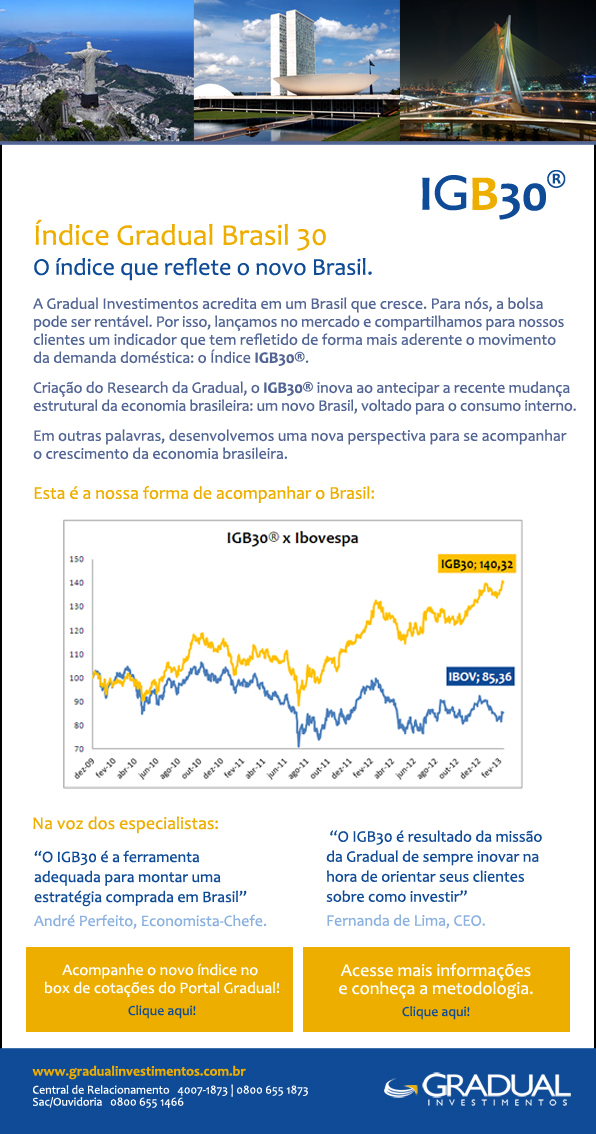 IGB30®
Índice Gradual Brasil 30
O índice que reflete o novo Brasil.
A Gradual Investimentos acredita em um Brasil que cresce. Para nós, a bolsa
pode ser rentável. Por isso, lançamos no mercado e compartilhamos para nossos
clientes um indicador que tem refletido de forma mais aderente o movimento
da demanda doméstica: o Índice IGB30®.
Criação do Research da Gradual, o IGB30® inova ao antecipar a recente mudança
estrutural da economia brasileira: um novo Brasil, voltado para o consumo interno.
Em outras palavras, desenvolvemos uma nova perspectiva para se acompanhar
o crescimento da economia brasileira.
Esta é a nossa forma de acompanhar o Brasil:
IGB30® x Ibovespa
150
140
130
120
110
100
90
80
70
IGB30; 140,32
IBOV; 85,36
dez-09
fev-10
abr-10
jun-10
ago-10
out-10
dez-10
fev-11
abr-11
jun-11
ago-11
out-11
dez-11
fev-12
abr-12
jun-12
ago-12
out-12
dez-12
fev-13
Na voz dos especialistas:
“O IGB30 é a ferramenta
adequada para montar uma
estratégia comprada em Brasil”
André Perfeito, Economista-Chefe.
“O IGB30 é resultado da missão
da Gradual de sempre inovar na
hora de orientar seus clientes
sobre como investir”
Fernanda de Lima, CEO.
Acompanhe o novo índice no
box de cotações do Portal Gradual!
Clique aqui!
Acesse mais informações
e conheça a metodologia.
Clique aqui!
www.gradualinvestimentos.com.br
Central de Relacionamento 4007-1873 | 0800 655 1873
Sac/Ouvidoria 0800 655 1466
GRADUAL
INVESTIMENTOS